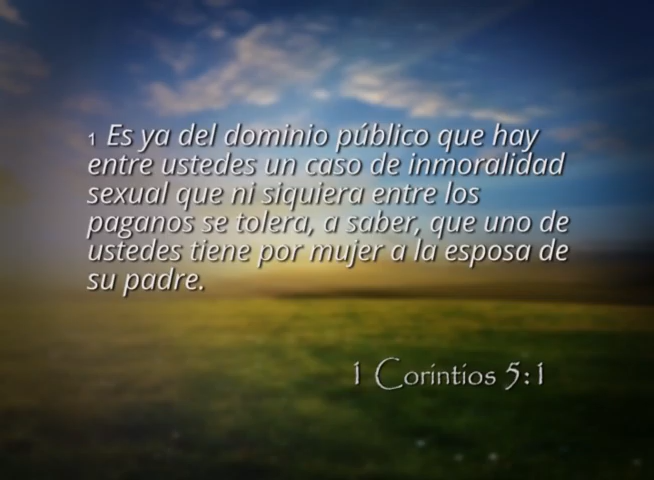 1 Es ya del dominio público que hay
entre ustedes un caso de inmoralidad
sexual que ni siquiera entre los
paganos se tolera, a saber, que uno de
ustedes tiene por mujer a la esposa de
su padre.
1 Corintios 5:1